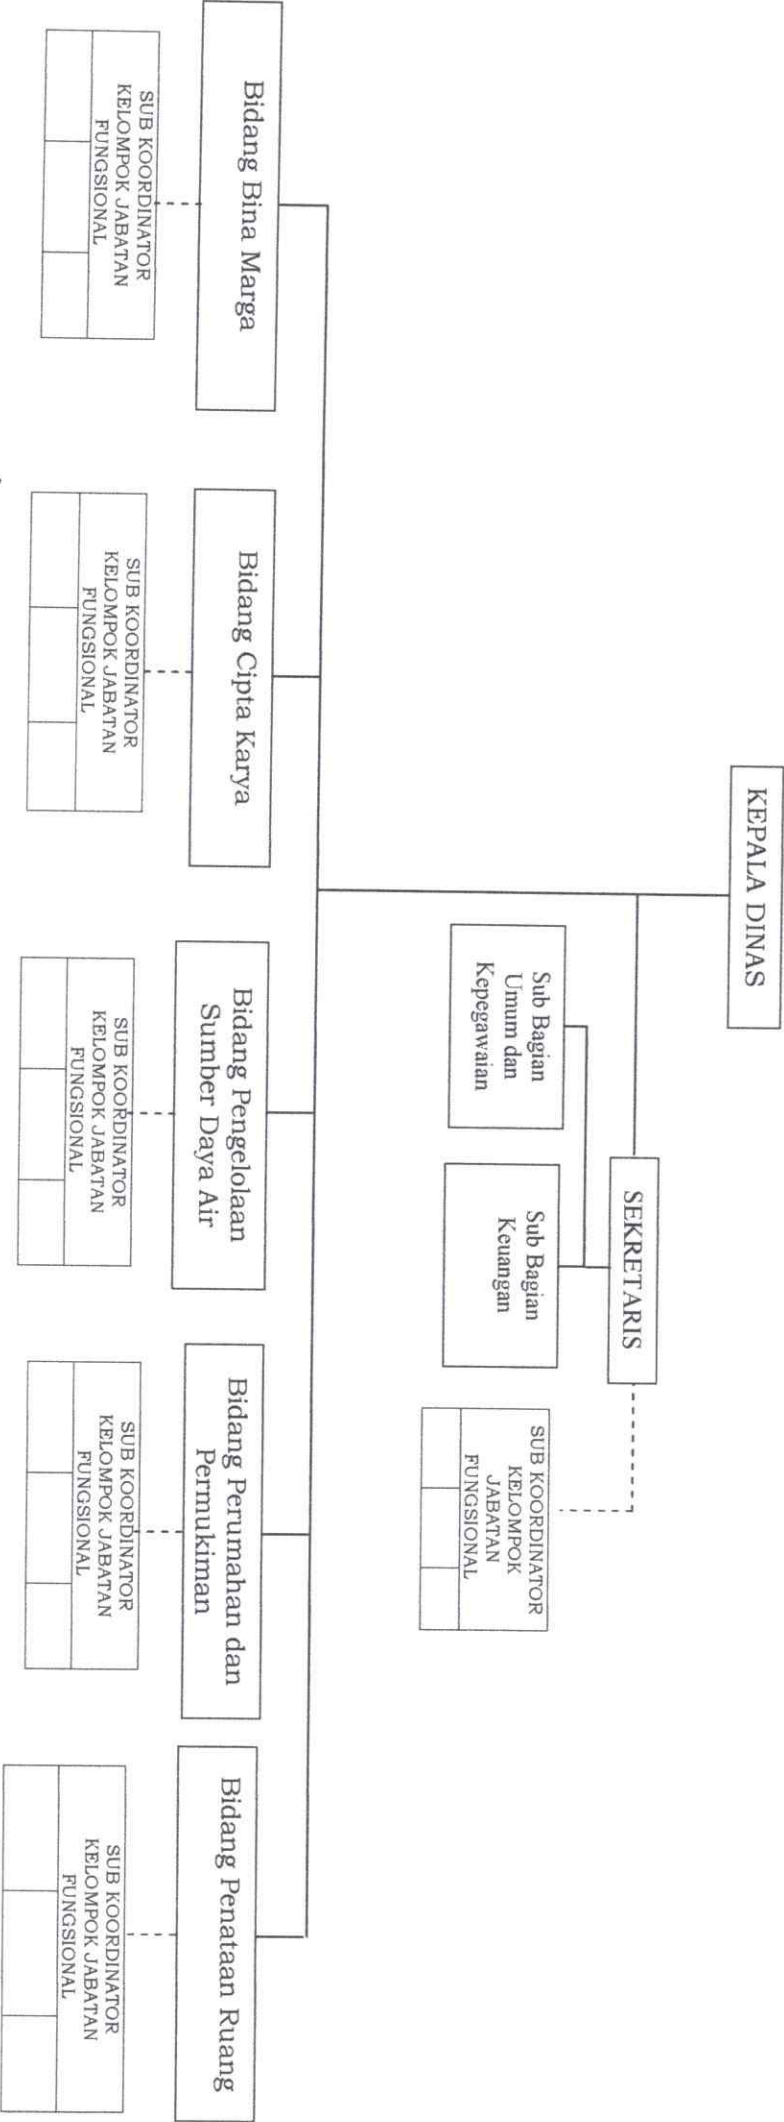 KEPALA DINAS
SEKRETARIS
Sub Bagian
Umum dan
Kepegawaian
Sub Bagian
Keuangan
SUB KOORDINATOR
KELOMPOK
JABATAN
FUNGSIONAL
Bidang Bina Marga
Bidang Cipta Karya
Bidang Pengelolaan
Sumber Daya Air
Bidang Perumahan dan
Permukiman
Bidang Penataan Ruang
SUB KOORDINATOR
KELOMPOK JABATAN
FUNGSIONAL
SUB KOORDINATOR
KELOMPOK JABATAN
FUNGSIONAL
SUB KOORDINATOR
KELOMPOK JABATAN
FUNGSIONAL
SUB KOORDINATOR
KELOMPOK JABATAN
FUNGSIONAL
SUB KOORDINATOR
KELOMPOK JABATAN
FUNGSIONAL